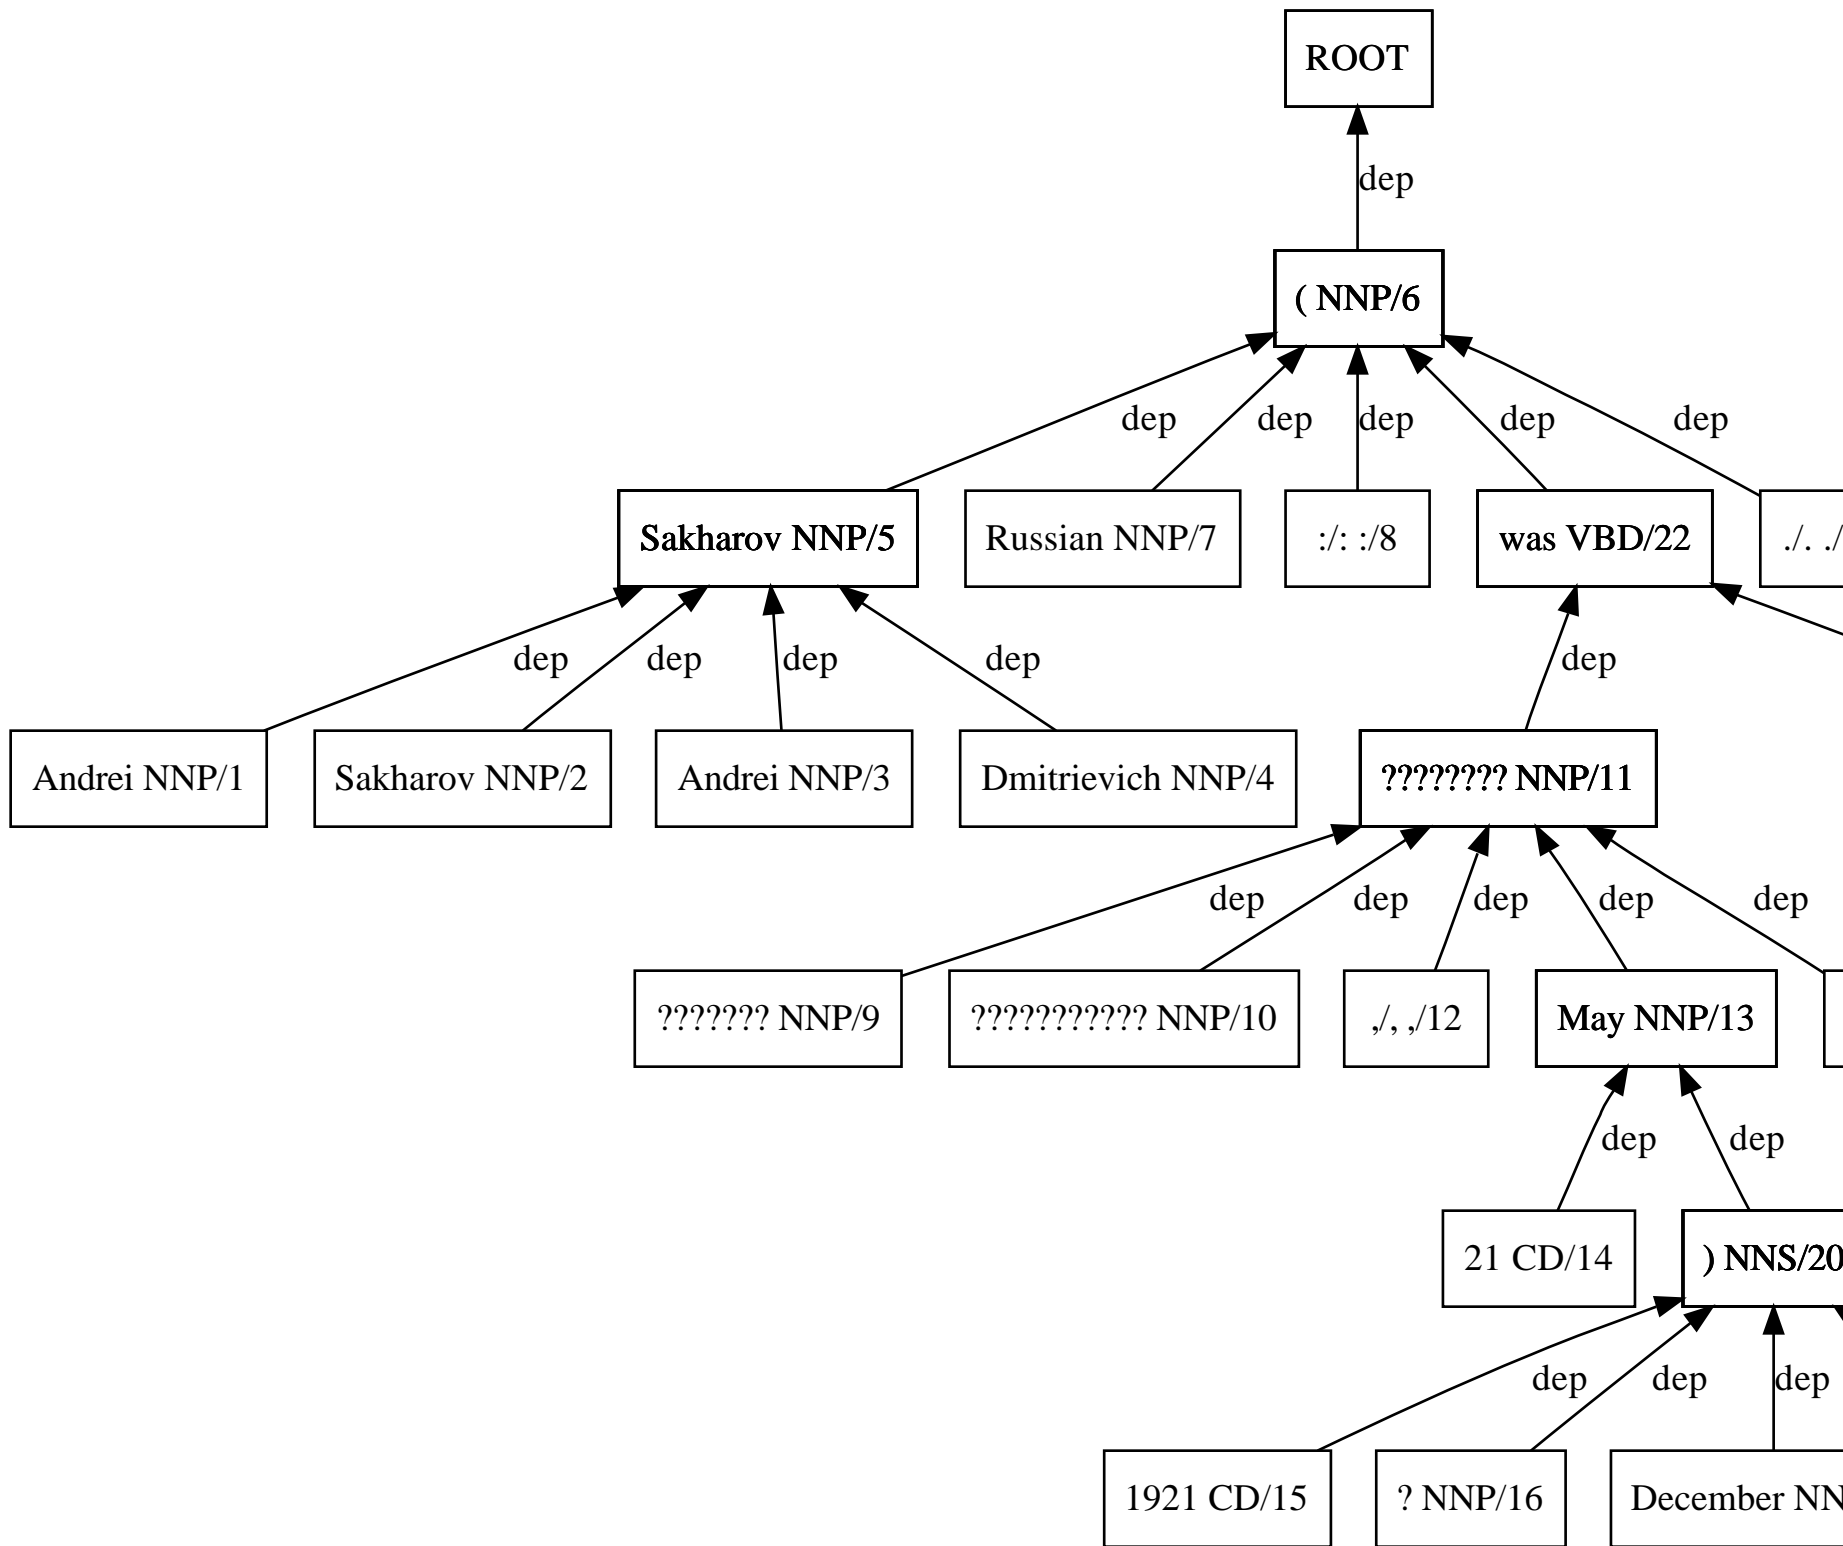 ROOT
dep
( NNP/6
dep dep dep dep dep
Sakharov NNP/5 Russian NNP/7 :/: :/8 was VBD/22 ./. ./
dep dep dep dep dep
Andrei NNP/1 Sakharov NNP/2 Andrei NNP/3 Dmitrievich NNP/4 ???????? NNP/11
dep dep dep dep dep
??????? NNP/9 ??????????? NNP/10 ,/, ,/12 May NNP/13
dep dep
21 CD/14 ) NNS/20
dep dep dep
1921 CD/15 ? NNP/16 December NN